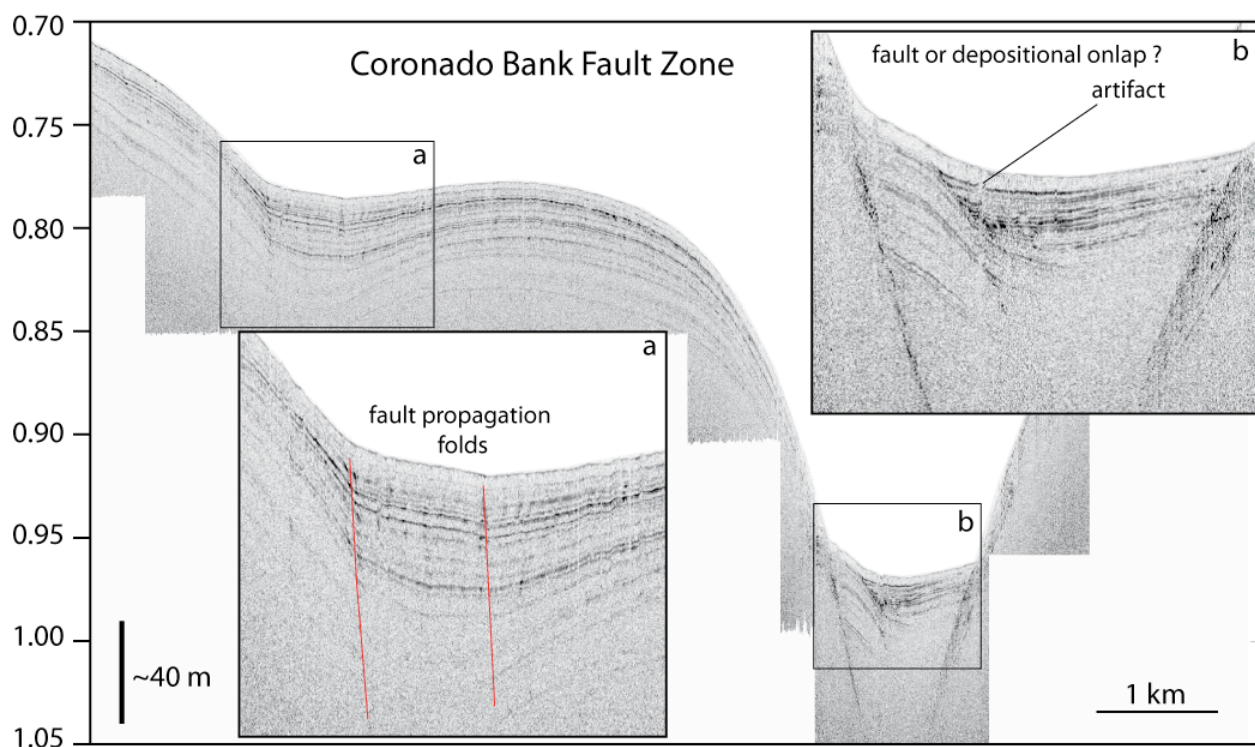 0.70
Coronado Bank Fault Zone
fault or depositional onlap ?
b
artifact
0.75
a
0.80
0.85
a
fault propagation
folds
0.90
0.95
b
1.00
~40 m
1 km
1.05